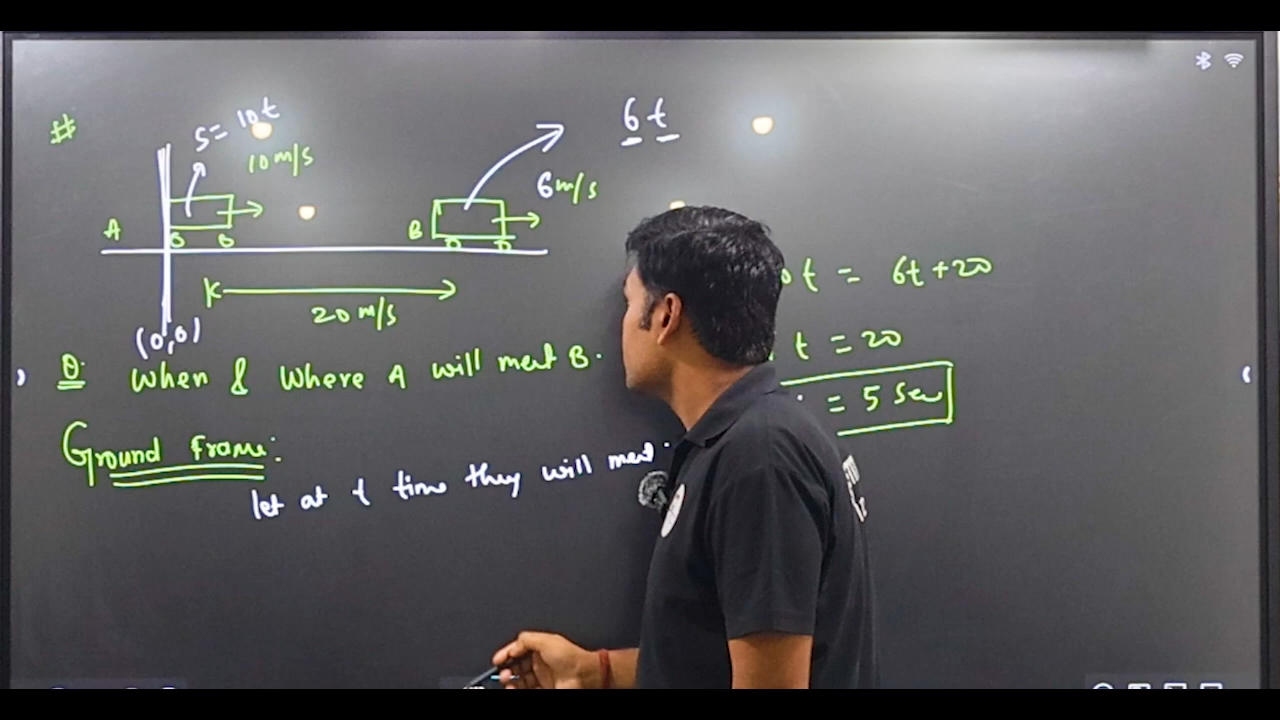 #
S = 10t
10 m/s
6t
6 m/s
A
B
20 m/s
(0,0)
t = 6t + 20
t = 20
= 5 Sec
Q. When & Where A will meet B.
Ground Frame:
let at t time they will meet.